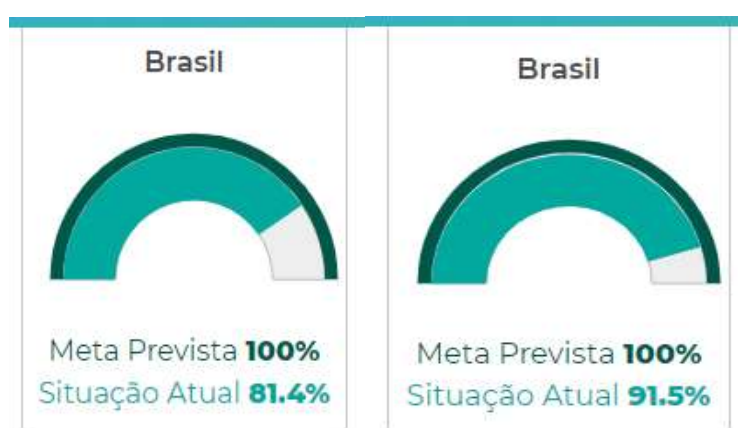 Brasil
Meta Prevista 100%
Situação Atual 81.4%
Brasil
Meta Prevista 100%
Situação Atual 91.5%